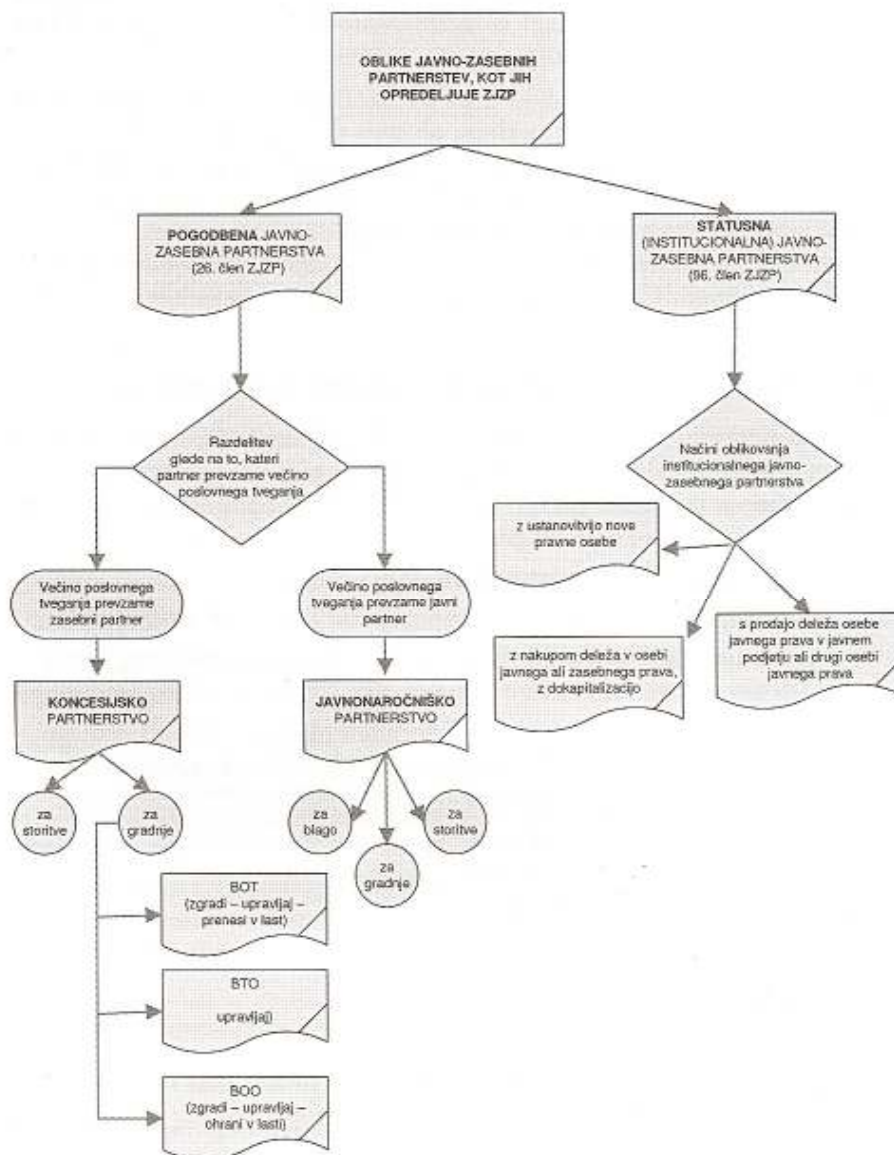 OBLIKE JAVNO-ZASEBNIH
PARTNERSTEV, KOT JIH
OPREDELJUJE ZJZP
POGODBENA JAVNO-
ZASEBNA PARTNERSTVA
(26. člen ZJZP)
STATUSNA
(INSTITUCIONALNA) JAVNO-
ZASEBNA PARTNERSTVA
(96. člen ZJZP)
Razdelitev
glede na to, kateri
partner prevzame večino
poslovnega tveganja
Načini oblikovanja
institucionalnega javno-
zasebnega partnerstva
z ustanovitvijo nove
pravne osebe
Večino poslovnega
tveganja prevzame
zasebni partner
Večino poslovnega
tveganja prevzame javni
partner
z nakupom deleža v osebi
javnega ali zasebnega prava,
z dokapitalizacijo
s prodajo deleža osebe
javnega prava v javnem
podjetju ali drugi osebi
javnega prava
KONCESIJSKO
PARTNERSTVO
JAVNONAROČNIŠKO
PARTNERSTVO
za
storitve
za
gradnje
za
blago
za
gradnje
za
storitve
BOT
(zgradi – upravljaj –
prenesi v last)
BTO
upravljaj)
BOO
(zgradi – upravljaj –
ohrani v lasti)